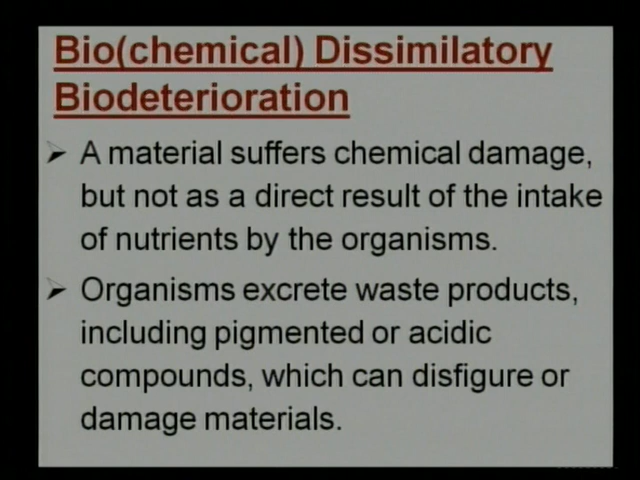 Bio(chemical) Dissimilatory
Biodeterioration
➢ A material suffers chemical damage,
but not as a direct result of the intake
of nutrients by the organisms.
➢ Organisms excrete waste products,
including pigmented or acidic
compounds, which can disfigure or
damage materials.